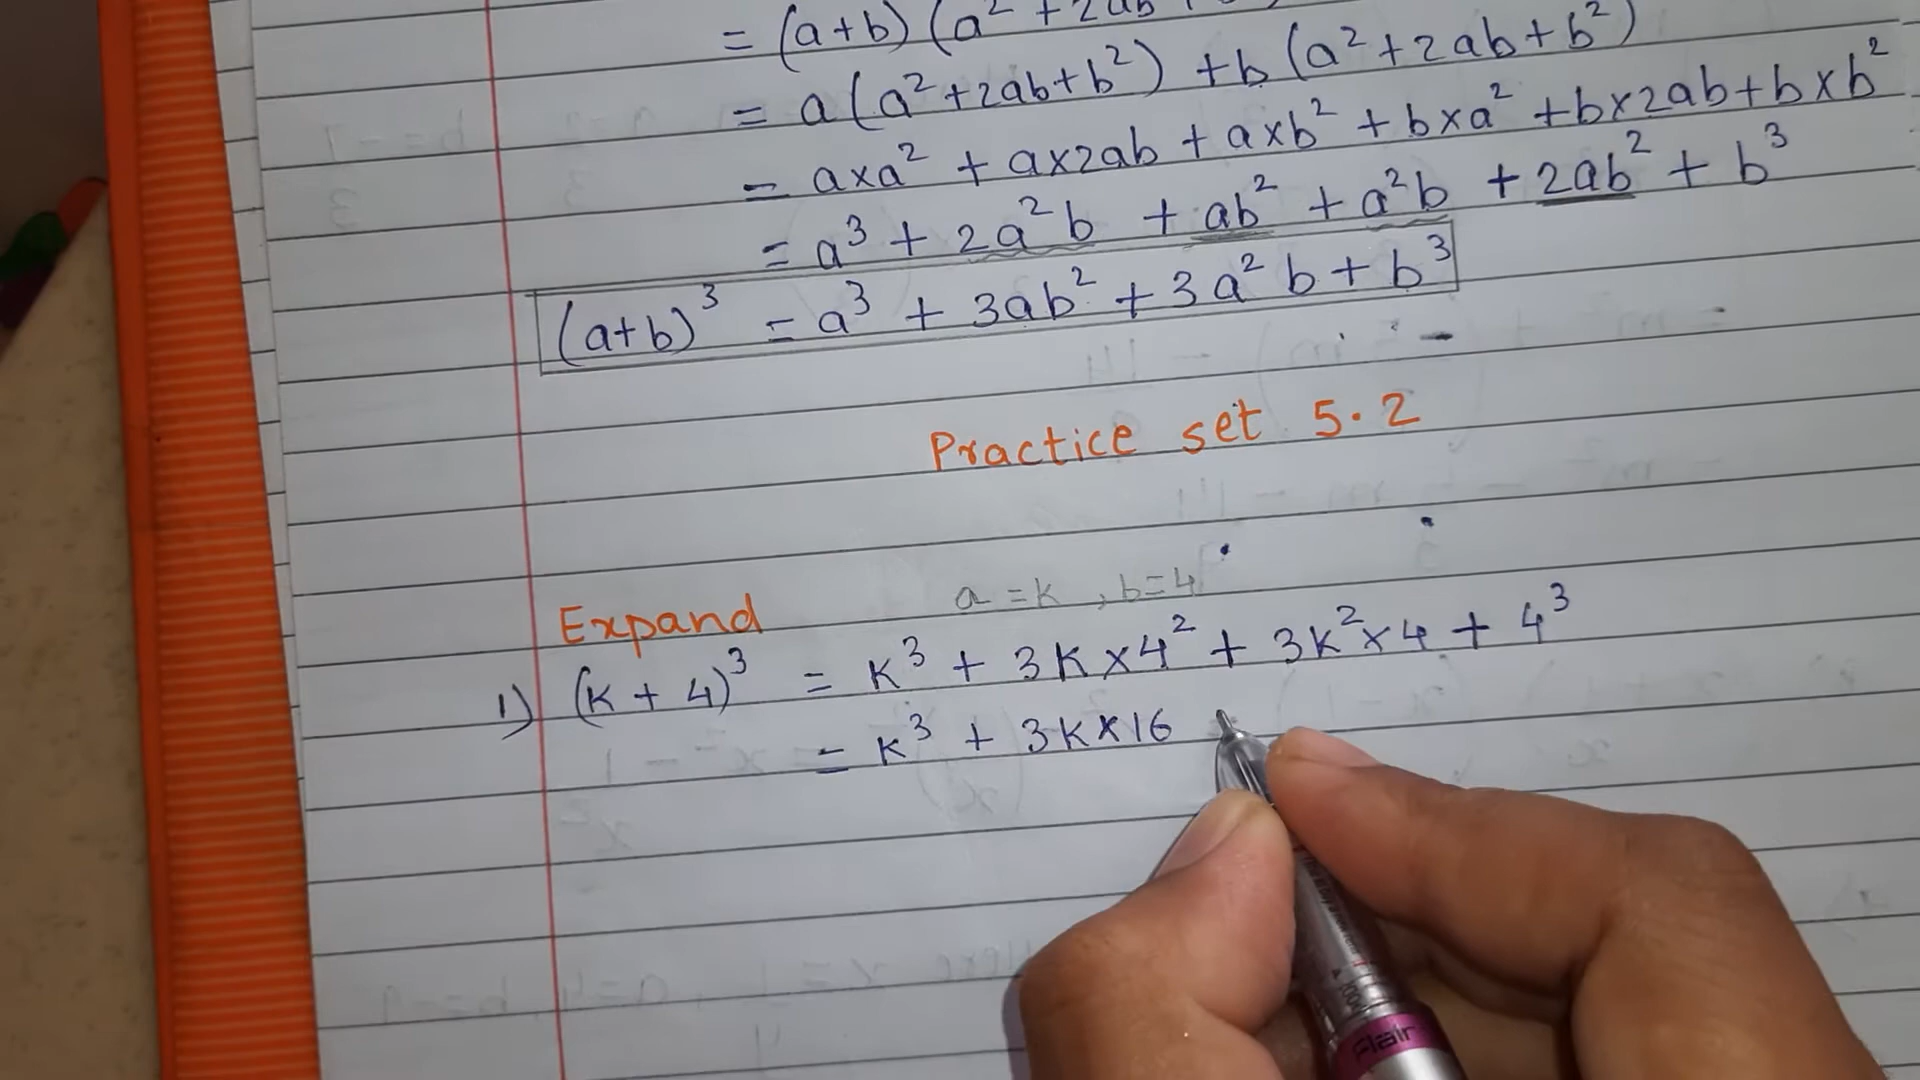 = (a+b) (a² + 2ab +
= a (a² + 2ab + b²) + b (a² + 2ab + b²)
= a×a² + a×2ab + a×b² + b×a² + b×2ab + b×b²
= a³ + 2a²b + ab² + a²b + 2ab² + b³
(a+b)³ = a³ + 3ab² + 3a²b + b³
Practice set 5.2
Expand a = k , b = 4
1) (k + 4)³ = k³ + 3k×4² + 3k²×4 + 4³
= k³ + 3k×16
Flair